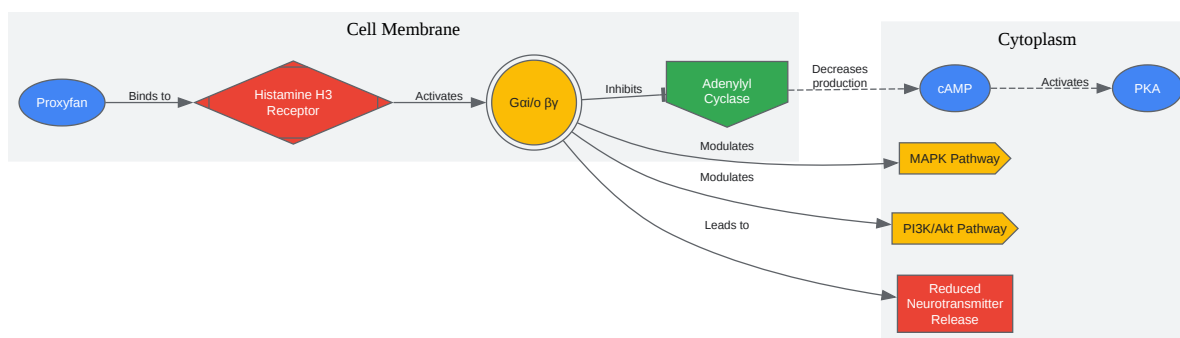 Cell Membrane
Cytoplasm
Proxyfan
Binds to
Histamine H3
Receptor
Activates
Gαi/o βγ
Inhibits
Adenylyl
Cyclase
Decreases
production
cAMP
Activates
PKA
Modulates
MAPK Pathway
Modulates
PI3K/Akt Pathway
Leads to
Reduced
Neurotransmitter
Release